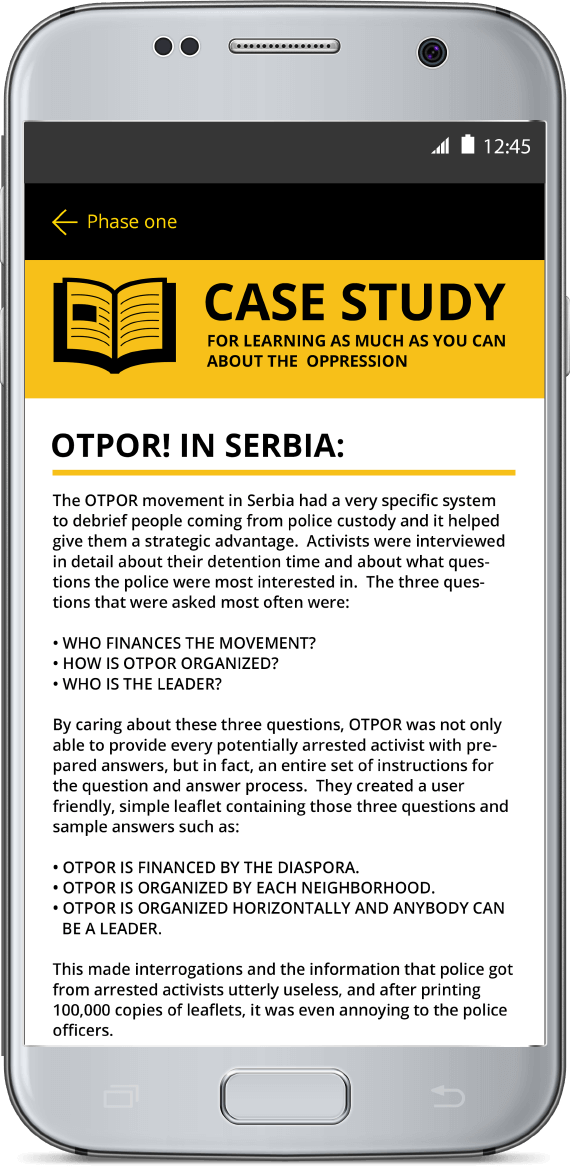 12:45
Phase one
CASE STUDY
FOR LEARNING AS MUCH AS YOU CAN
ABOUT THE  OPPRESSION
OTPOR! IN SERBIA:
The OTPOR movement in Serbia had a very specific system
to debrief people coming from police custody and it helped
give them a strategic advantage.  Activists were interviewed
in detail about their detention time and about what ques-
tions the police were most interested in.  The three ques-
tions that were asked most often were:
• WHO FINANCES THE MOVEMENT?
• HOW IS OTPOR ORGANIZED?
• WHO IS THE LEADER?
By caring about these three questions, OTPOR was not only
able to provide every potentially arrested activist with pre-
pared answers, but in fact, an entire set of instructions for
the question and answer process.  They created a user
friendly, simple leaflet containing those three questions and
sample answers such as:
• OTPOR IS FINANCED BY THE DIASPORA.
• OTPOR IS ORGANIZED BY EACH NEIGHBORHOOD.
• OTPOR IS ORGANIZED HORIZONTALLY AND ANYBODY CAN
BE A LEADER.
This made interrogations and the information that police got
from arrested activists utterly useless, and after printing
100,000 copies of leaflets, it was even annoying to the police
officers.